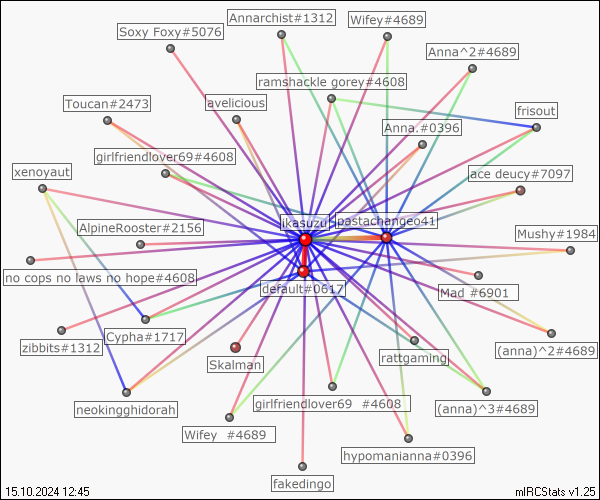 Annarchist#1312
Wifey#4689
Soxy Foxy#5076
Anna^2#4689
ramshackle gorey#4608
Toucan#2473
avelicious
frisout
Anna.#0396
girlfriendlover69#4608
xenoyaut
ace deucy#7097
ikasuzu
pastachangeo41
AlpineRooster#2156
Mushy#1984
no cops no laws no hope#4608
default#0617
Mad #6901
Cypha#1717
zibbits#1312
(anna)^2#4689
rattgaming
Skalman
girlfriendlover69 #4608
neokingghidorah
(anna)^3#4689
Wifey #4689
hypomanianna#0396
fakedingo
15.10.2024 12:45
mIRCStats v1.25